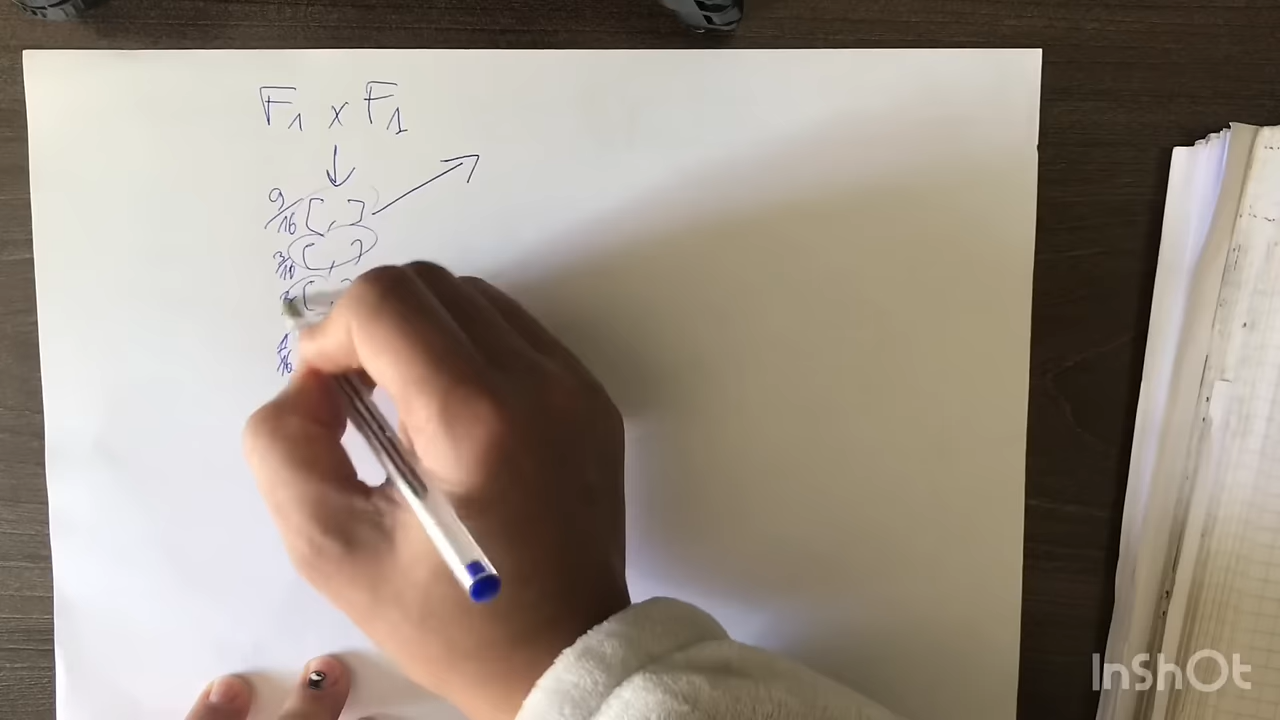 F1 x F1
9/16 [ , ]
3/16 [ , ]
[ , ]
1/16
InShOt